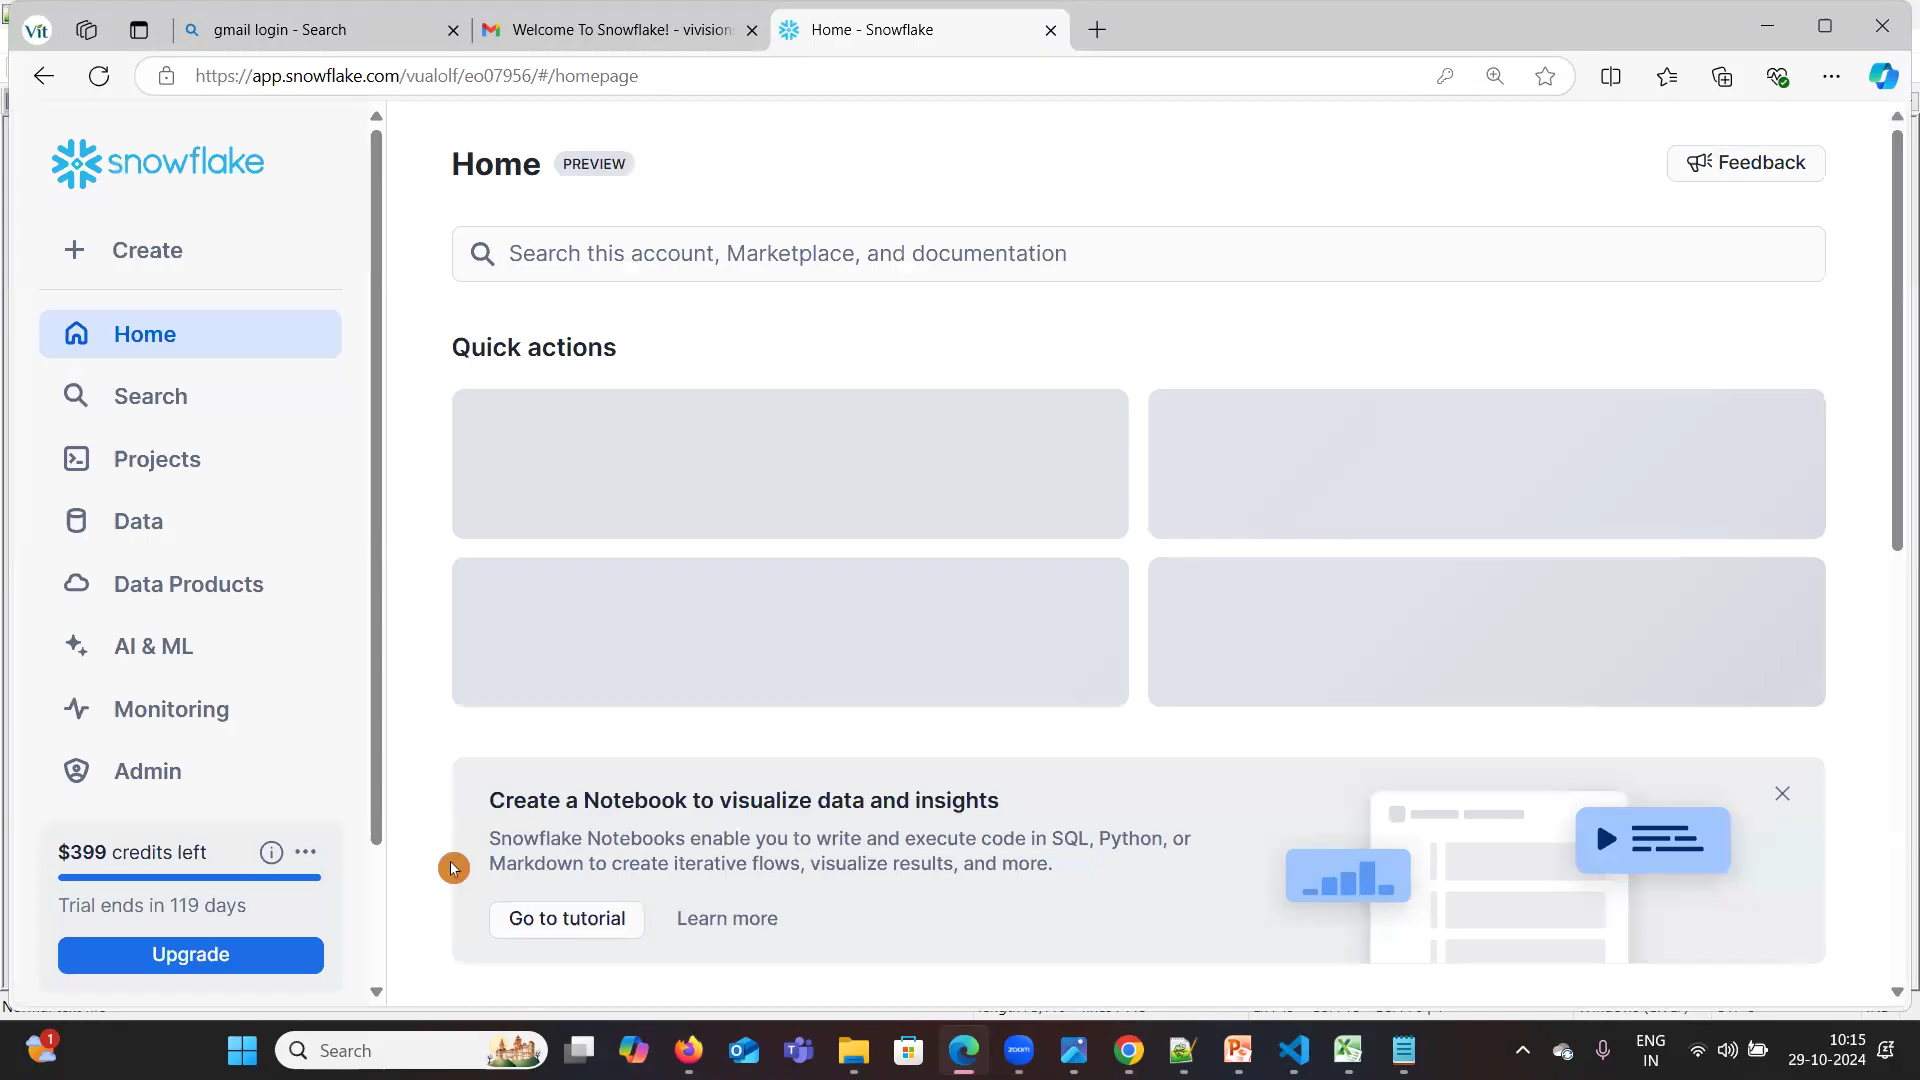 Vit
gmail login - Search
Welcome To Snowflake! - vivision
Home - Snowflake
https://app.snowflake.com/vualolf/eo07956/#/homepage
snowflake
Home
PREVIEW
Feedback
Create
Search this account, Marketplace, and documentation
Home
Quick actions
Search
Projects
Data
Data Products
AI & ML
Monitoring
Admin
Create a Notebook to visualize data and insights
Snowflake Notebooks enable you to write and execute code in SQL, Python, or
Markdown to create iterative flows, visualize results, and more.
Go to tutorial
Learn more
$399 credits left
Trial ends in 119 days
Upgrade
1
Search
zoom
ENG
IN
10:15
29-10-2024